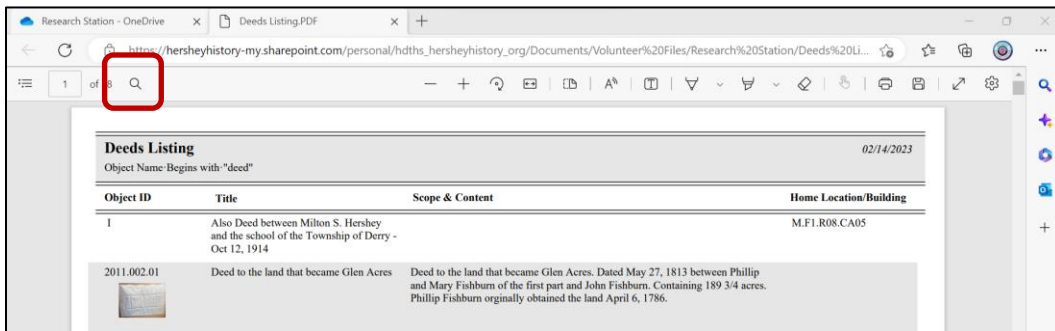 Research Station - OneDrive
Deeds Listing.PDF
https://hersheyhistory-my.sharepoint.com/personal/hdths_hersheyhistory_org/Documents/Volunteer%20Files/Research%20Station/Deeds%20Li...
1 of 8
Deeds Listing
02/14/2023
Object Name Begins with "deed"
Object ID Title Scope & Content Home Location/Building
I Also Deed between Milton S. Hershey M.F1.R08.CA05
and the school of the Township of Derry -
Oct 12, 1914
2011.002.01 Deed to the land that became Glen Acres Deed to the land that became Glen Acres. Dated May 27, 1813 between Phillip
and Mary Fishburn of the first part and John Fishburn. Containing 189 3/4 acres.
Phillip Fishburn orginally obtained the land April 6, 1786.